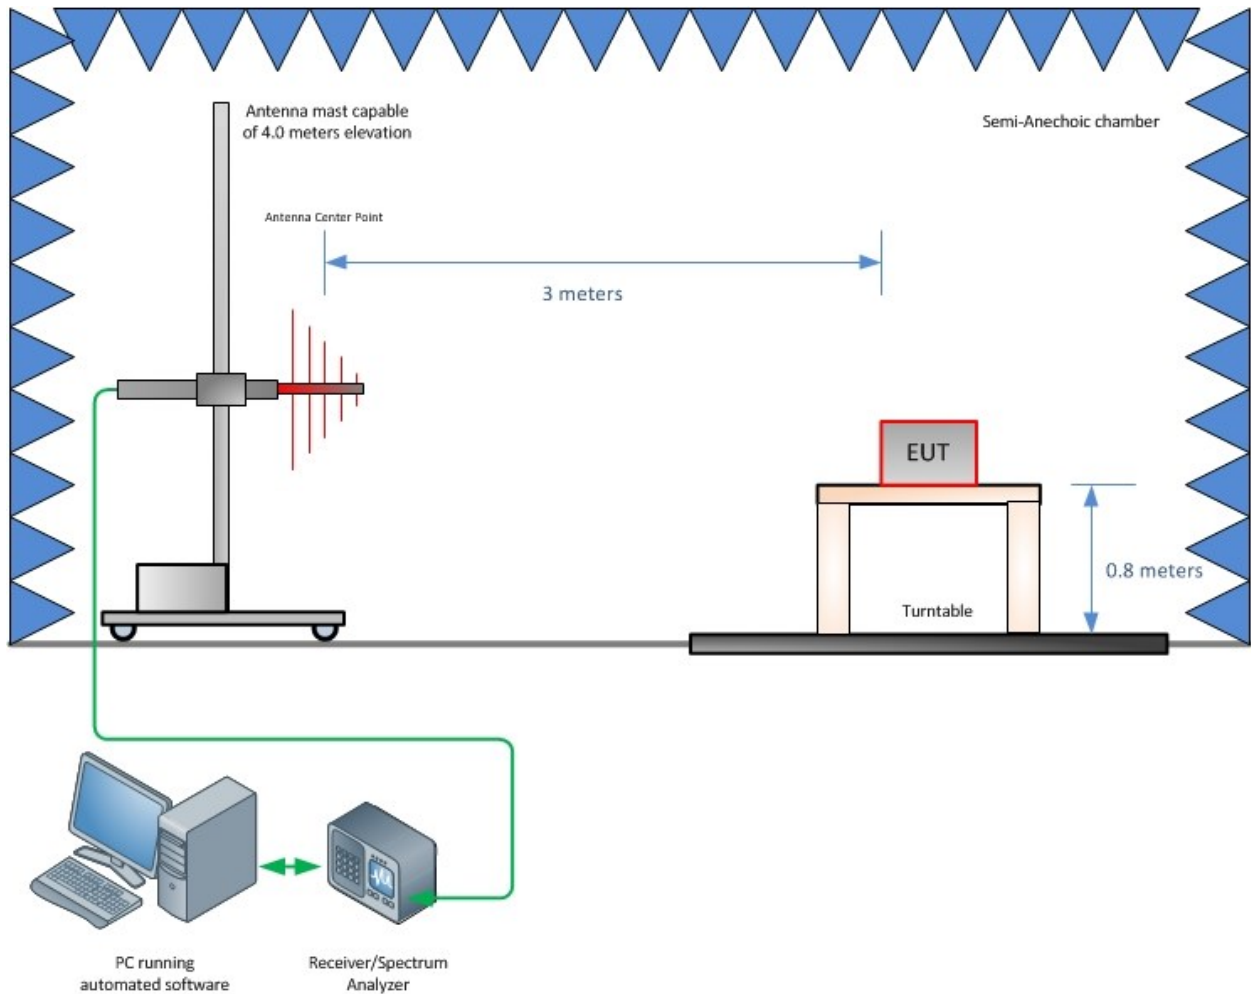 Antenna mast capable
of 4.0 meters elevation
Semi-Anechoic chamber
Antenna Center Point
3 meters
EUT
0.8 meters
Turntable
PC running
automated software
Receiver/Spectrum
Analyzer